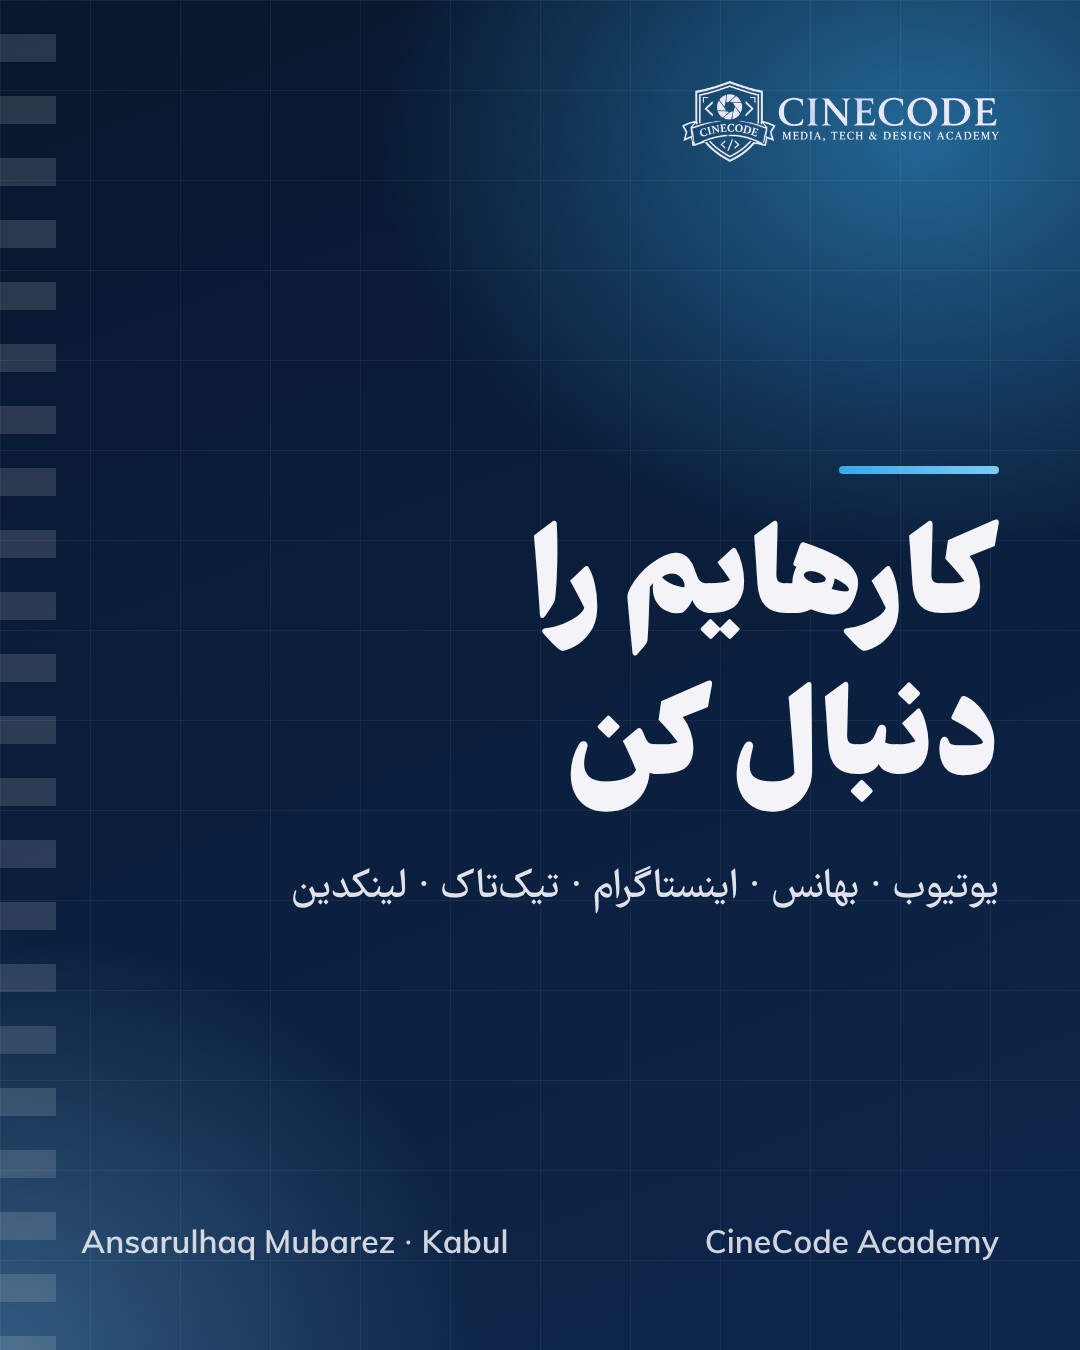 CINECODE
CINECODE
MEDIA, TECH & DESIGN ACADEMY
کارهایم را
دنبال کن
یوتیوب · بهانس · اینستاگرام · تیک‌تاک · لینکدین
Ansarulhaq Mubarez · Kabul
CineCode Academy